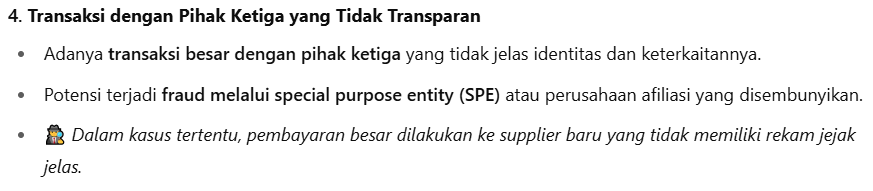 4. Transaksi dengan Pihak Ketiga yang Tidak Transparan
• Adanya transaksi besar dengan pihak ketiga yang tidak jelas identitas dan keterkaitannya.
• Potensi terjadi fraud melalui special purpose entity (SPE) atau perusahaan afiliasi yang disembunyikan.
• 🕵️ Dalam kasus tertentu, pembayaran besar dilakukan ke supplier baru yang tidak memiliki rekam jejak
jelas.